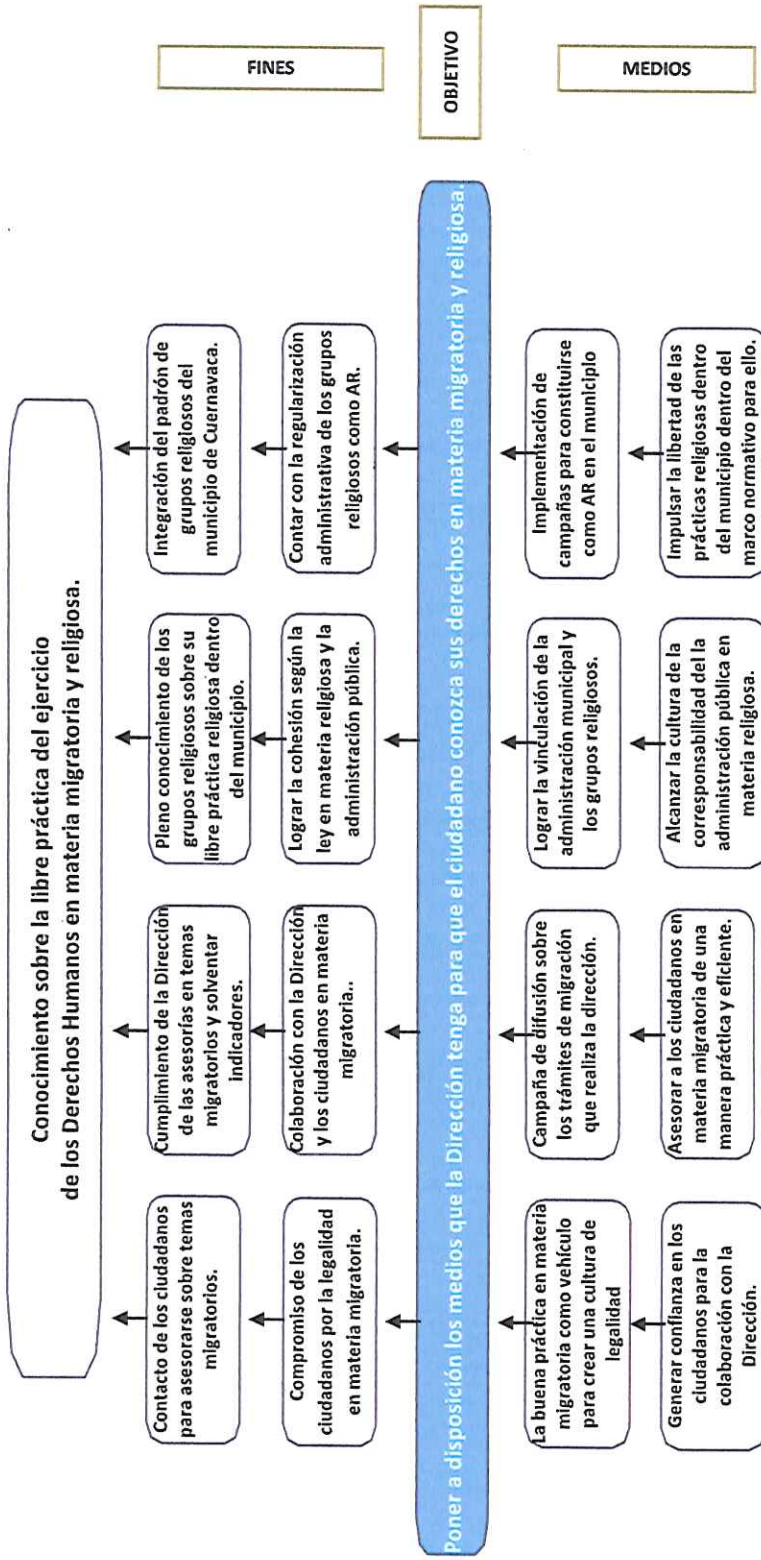 Conocimiento sobre la libre práctica del ejercicio
de los Derechos Humanos en materia migratoria y religiosa.
FINES
Contacto de los ciudadanos
para asesorarse sobre temas
migratorios.
Cumplimiento de la Dirección
de las asesorías en temas
migratorios y solventar
indicadores.
Pleno conocimiento de los
grupos religiosos sobre su
libre práctica religiosa dentro
del municipio.
Integración del padrón de
grupos religiosos del
municipio de Cuernavaca.
Compromiso de los
ciudadanos por la legalidad
en materia migratoria.
Colaboración con la Dirección
y los ciudadanos en materia
migratoria..
Lograr la cohesión según la
ley en materia religiosa y la
administración pública.
Contar con la regularización
administrativa de los grupos
religiosos como AR.
OBJETIVO
Poner a disposición los medios que la Dirección tenga para que el ciudadano conozca sus derechos en materia migratoria y religiosa.
MEDIOS
La buena práctica en materia
migratoria como vehículo
para crear una cultura de
legalidad
Campaña de difusión sobre
los trámites de migración
que realiza la dirección.
Lograr la vinculación de la
administración municipal y
los grupos religiosos.
Implementación de
campañas para constituirse
como AR en el municipio
Generar confianza en los
ciudadanos para la
colaboración con la
Dirección.
Asesorar a los ciudadanos en
materia migratoria de una
manera práctica y eficiente.
Alcanzar la cultura de la
corresponsabilidad del la
administración pública en
materia religiosa.
Impulsar la libertad de las
prácticas religiosas dentro
del municipio dentro del
marco normativo para ello.